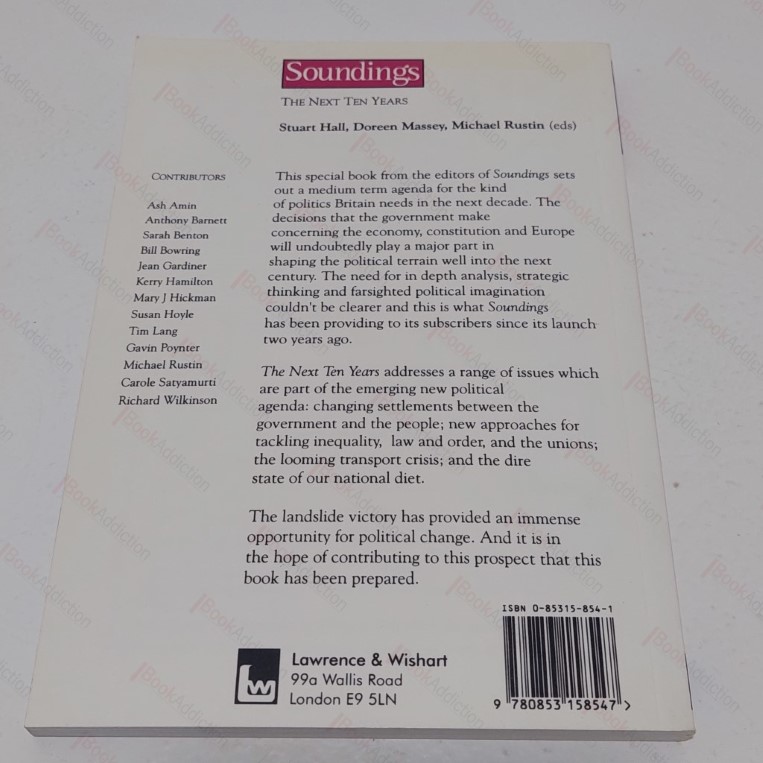 Soundings
THE NEXT TEN YEARS
Stuart Hall, Doreen Massey, Michael Rustin (eds)
CONTRIBUTORS
Ash Amin
Anthony Barnett
Sarah Benton
Bill Bowring
Jean Gardiner
Kerry Hamilton
Mary J Hickman
Susan Hoyle
Tim Lang
Gavin Poynter
Michael Rustin
Carole Satyamurti
Richard Wilkinson
This special book from the editors of Soundings sets
out a medium term agenda for the kind
of politics Britain needs in the next decade. The
decisions that the government make
concerning the economy, constitution and Europe
will undoubtedly play a major part in
shaping the political terrain well into the next
century. The need for in depth analysis, strategic
thinking and farsighted political imagination
couldn't be clearer and this is what Soundings
has been providing to its subscribers since its launch
two years ago.
The Next Ten Years addresses a range of issues which
are part of the emerging new political
agenda: changing settlements between the
government and the people; new approaches for
tackling inequality, law and order, and the unions;
the looming transport crisis; and the dire
state of our national diet.
The landslide victory has provided an immense
opportunity for political change. And it is in
the hope of contributing to this prospect that this
book has been prepared.
lw
Lawrence & Wishart
99a Wallis Road
London E9 5LN
ISBN 0-85315-854-1
9 780853 158547 >
BookAddiction